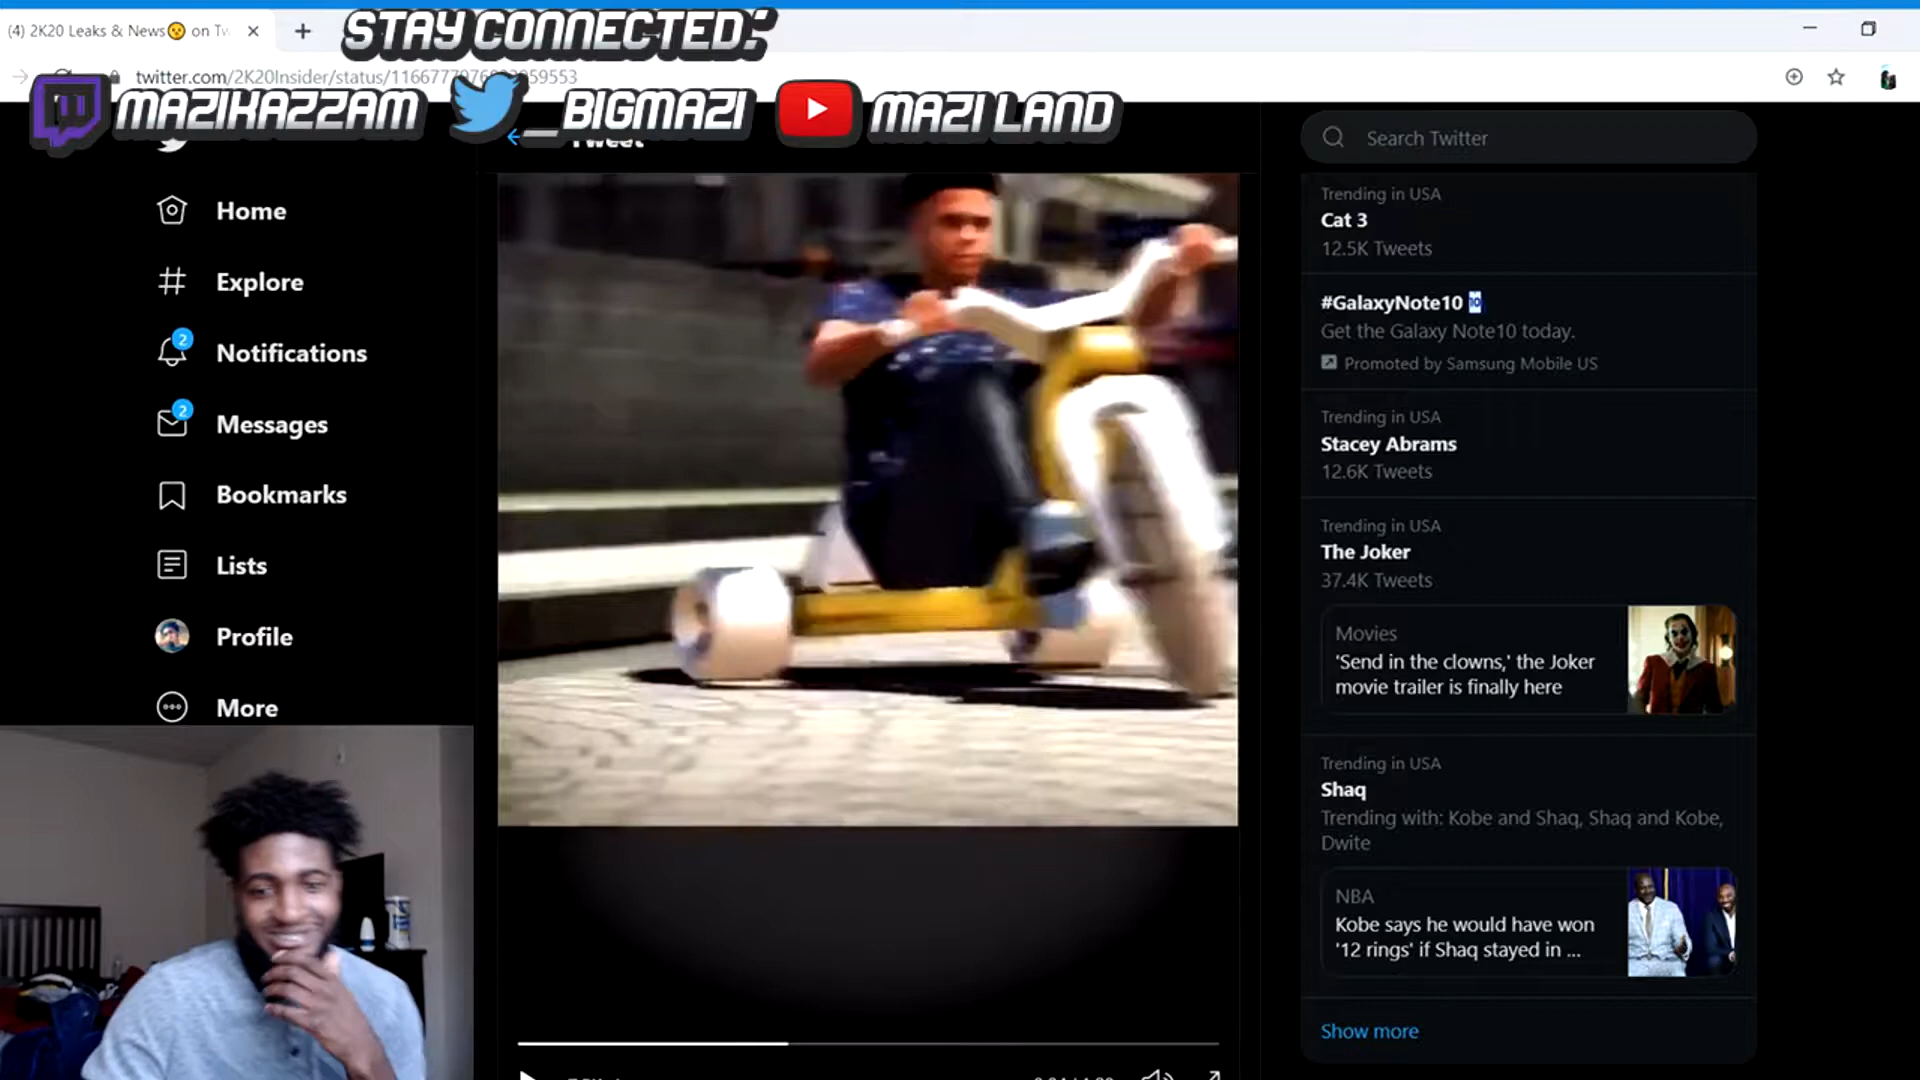 (4) 2K20 Leaks & News😮 on Tw
STAY CONNECTED:
twitter.com/2K20Insider/status/
MAZIKAZZAM
_BIGMAZI
MAZI LAND
Tweet
Search Twitter
Home
Explore
2
Notifications
2
Messages
Bookmarks
Lists
Profile
More
Trending in USA
Cat 3
12.5K Tweets
#GalaxyNote10
Get the Galaxy Note10 today.
Promoted by Samsung Mobile US
Trending in USA
Stacey Abrams
12.6K Tweets
Trending in USA
The Joker
37.4K Tweets
Movies
'Send in the clowns,' the Joker
movie trailer is finally here
Trending in USA
Shaq
Trending with: Kobe and Shaq, Shaq and Kobe,
Dwite
NBA
Kobe says he would have won
'12 rings' if Shaq stayed in ...
Show more